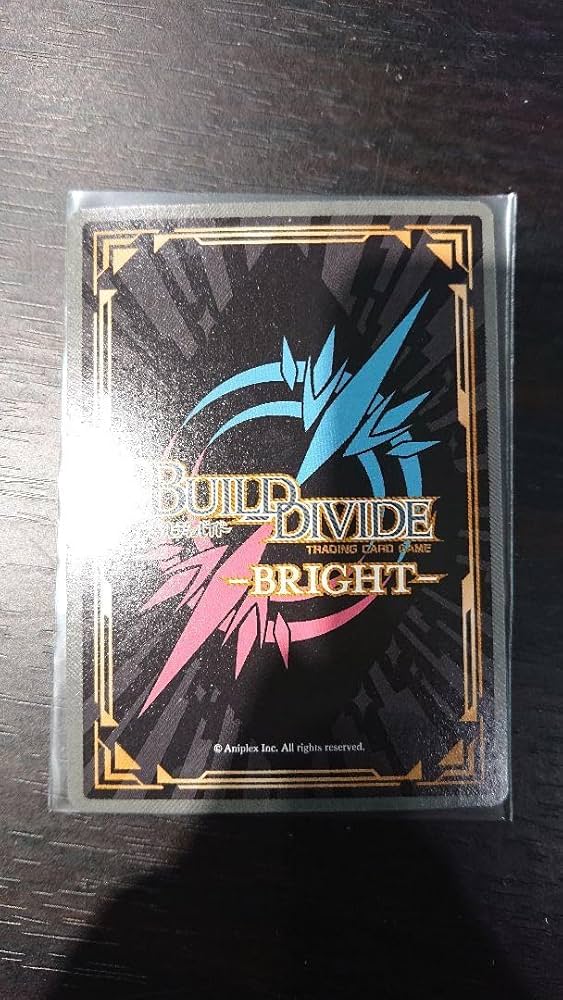 BUILD DIVIDE
TRADING CARD GAME
-BRIGHT-
© Aniplex Inc. All rights reserved.